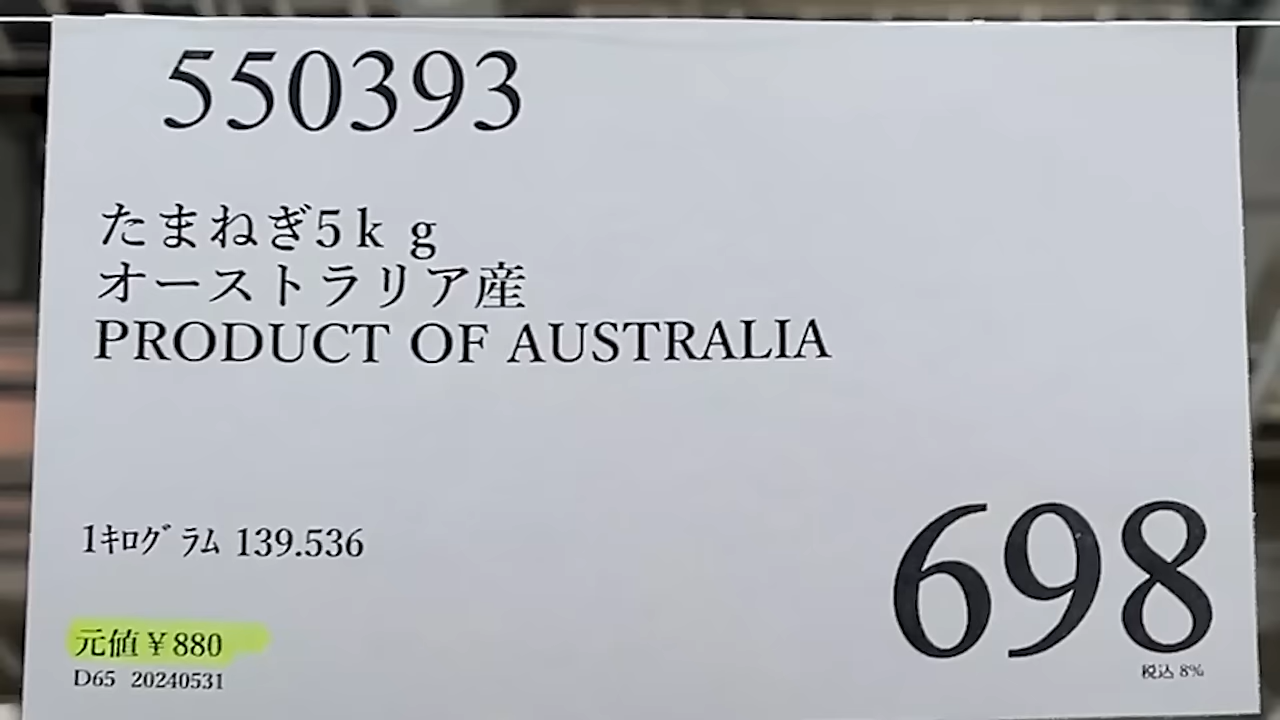 550393
たまねぎ5kg
オーストラリア産
PRODUCT OF AUSTRALIA
1ｷﾛｸﾞﾗﾑ 139.536
698
税込 8%
元値￥880
D65 20240531